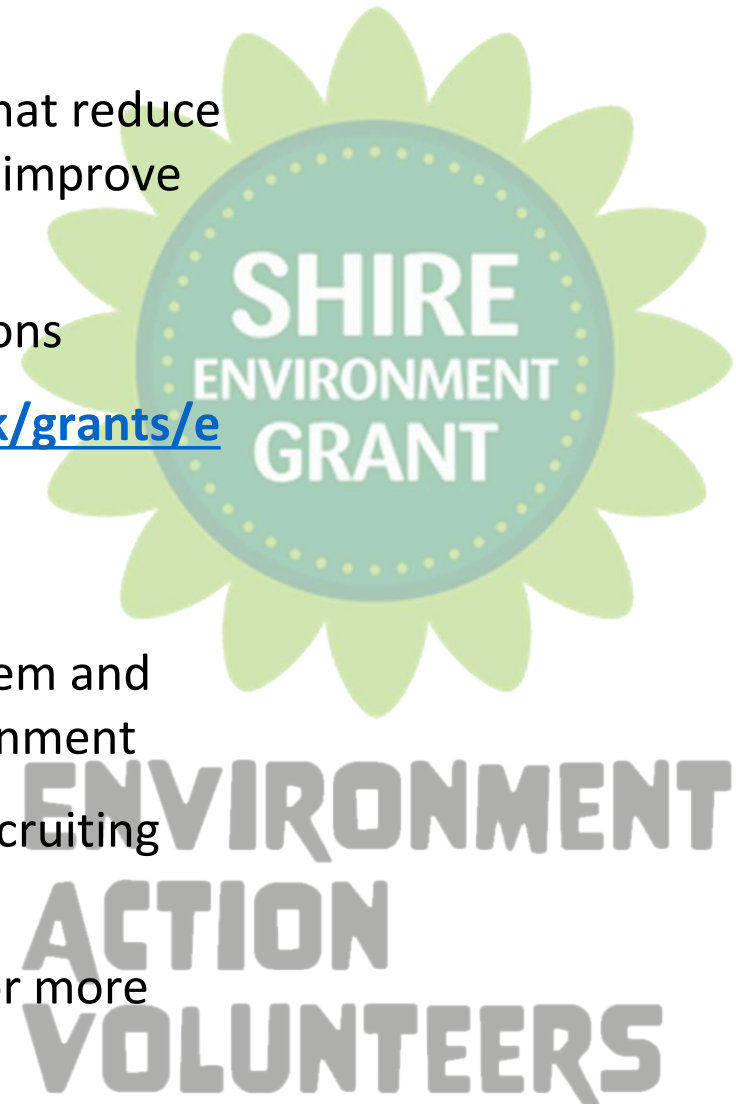 hat reduce
improve
ons
k/grants/e
em and
nment
cruiting
r more
SHIRE
ENVIRONMENT
GRANT
ENVIRONMENT
ACTION
VOLUNTEERS